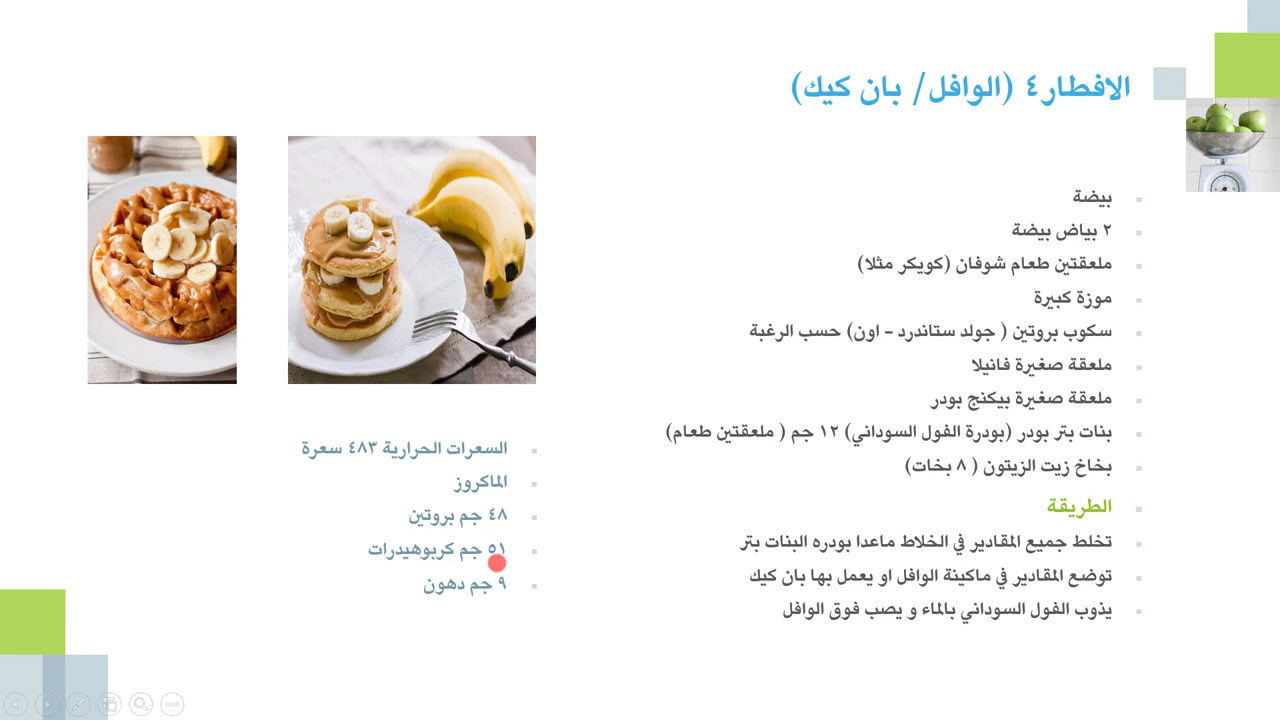 الافطار٤ (الوافل/ بان كيك)
بيضة
٢ بياض بيضة
ملعقتين طعام شوفان (كويكر مثلا)
موزة كبيرة
سكوب بروتين ( جولد ستاندرد - اون) حسب الرغبة
ملعقة صغيرة فانيلا
ملعقة صغيرة بيكنج بودر
بنات بتر بودر (بودرة الفول السوداني) ١٢ جم ( ملعقتين طعام)
بخاخ زيت الزيتون ( ٨ بخات)
الطريقة
تخلط جميع المقادير في الخلاط ماعدا بودره البنات بتر
توضع المقادير في ماكينة الوافل او يعمل بها بان كيك
يذوب الفول السوداني بالماء و يصب فوق الوافل
السعرات الحرارية ٤٨٣ سعرة
الماكروز
٤٨ جم بروتين
٥١ جم كربوهيدرات
٩ جم دهون